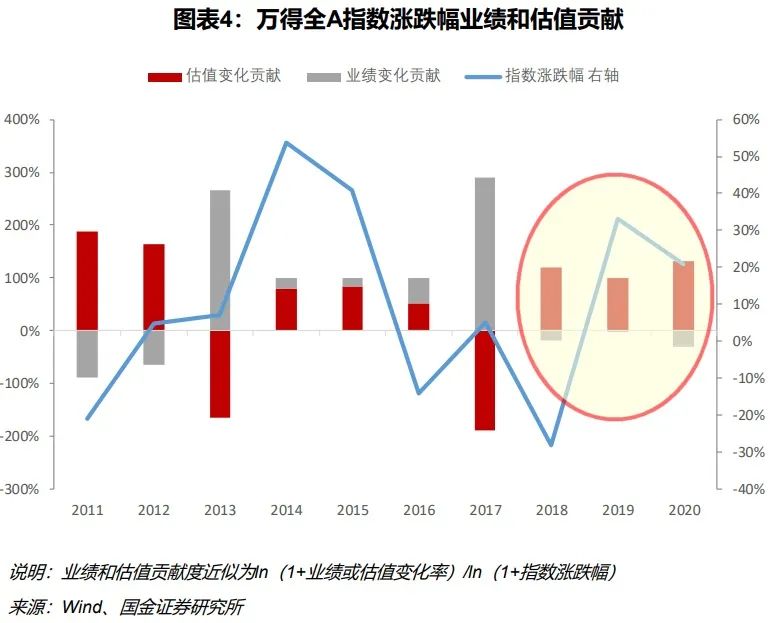 图表4：万得全A指数涨跌幅业绩和估值贡献
估值变化贡献 业绩变化贡献 指数涨跌幅 右轴
400% 60%
50%
300% 40%
200% 30%
20%
100% 10%
0% 0%
-100% -10%
-200% -20%
-30%
-300% -40%
2011 2012 2013 2014 2015 2016 2017 2018 2019 2020
说明：业绩和估值贡献度近似为ln（1+业绩或估值变化率）/ln（1+指数涨跌幅）
来源：Wind、国金证券研究所